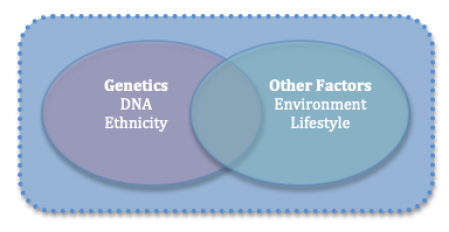 Genetics
DNA
Ethnicity
Other Factors
Environment
Lifestyle